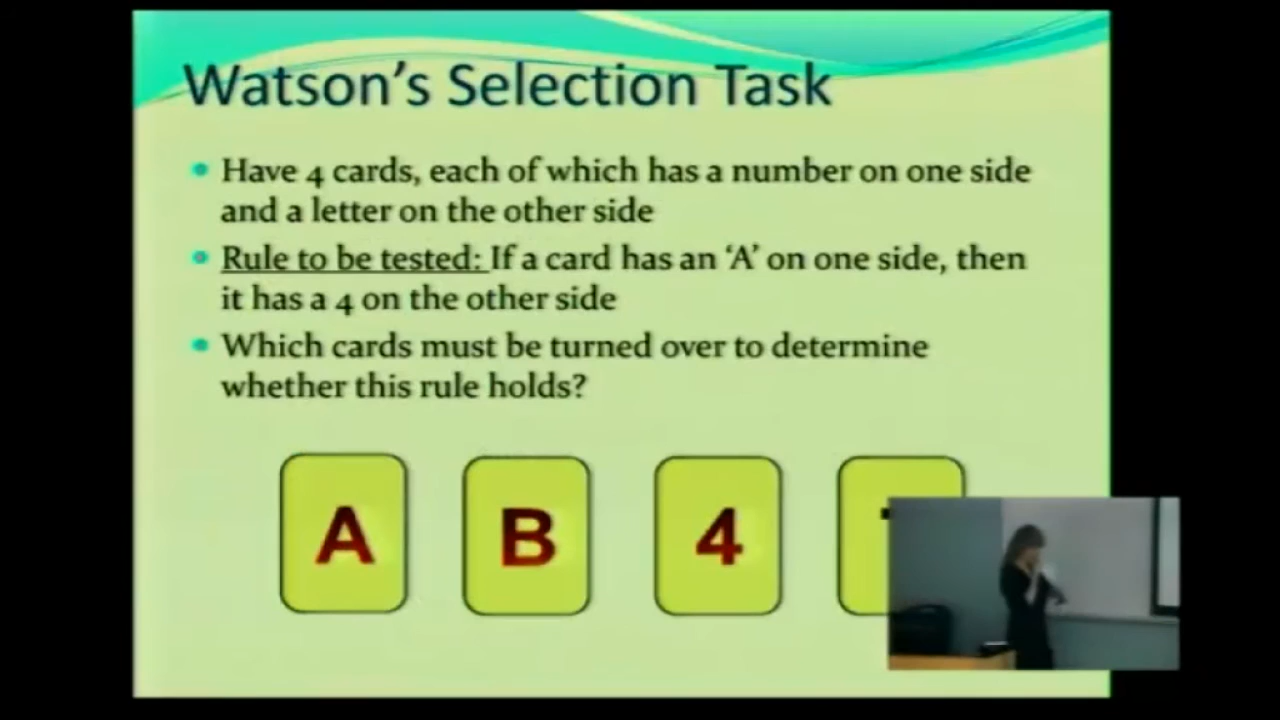 Watson's Selection Task
Have 4 cards, each of which has a number on one side
and a letter on the other side
Rule to be tested: If a card has an ‘A’ on one side, then
it has a 4 on the other side
Which cards must be turned over to determine
whether this rule holds?
A B 4